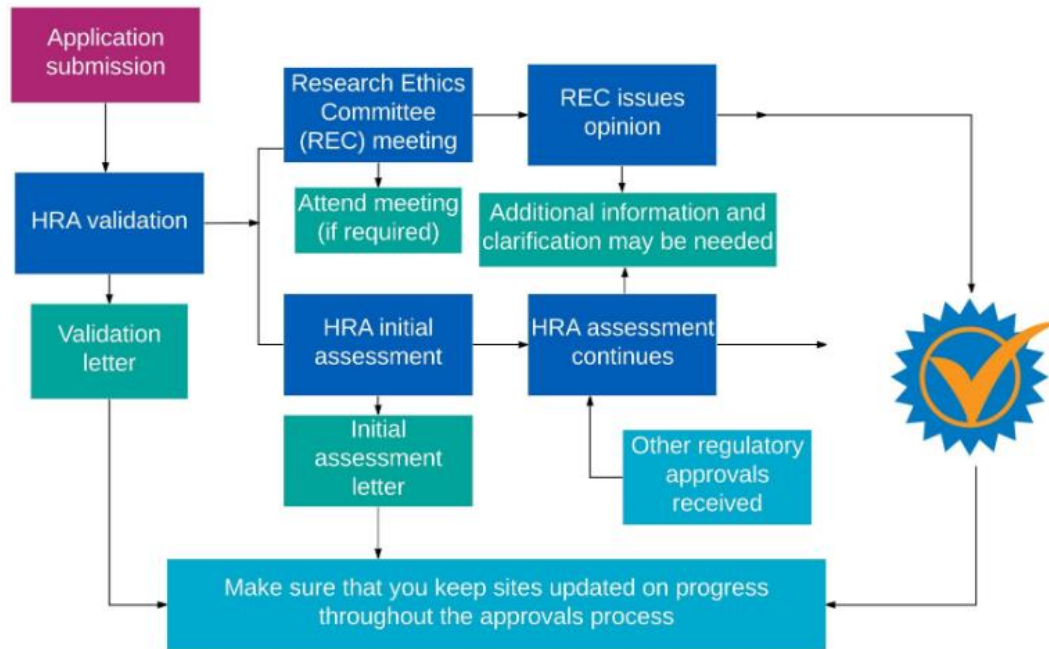 Application
submission
HRA validation
Validation
letter
Research Ethics
Committee
(REC) meeting
Attend meeting
(if required)
REC issues
opinion
Additional information and
clarification may be needed
HRA initial
assessment
Initial
assessment
letter
HRA assessment
continues
Other regulatory
approvals
received
Make sure that you keep sites updated on progress
throughout the approvals process